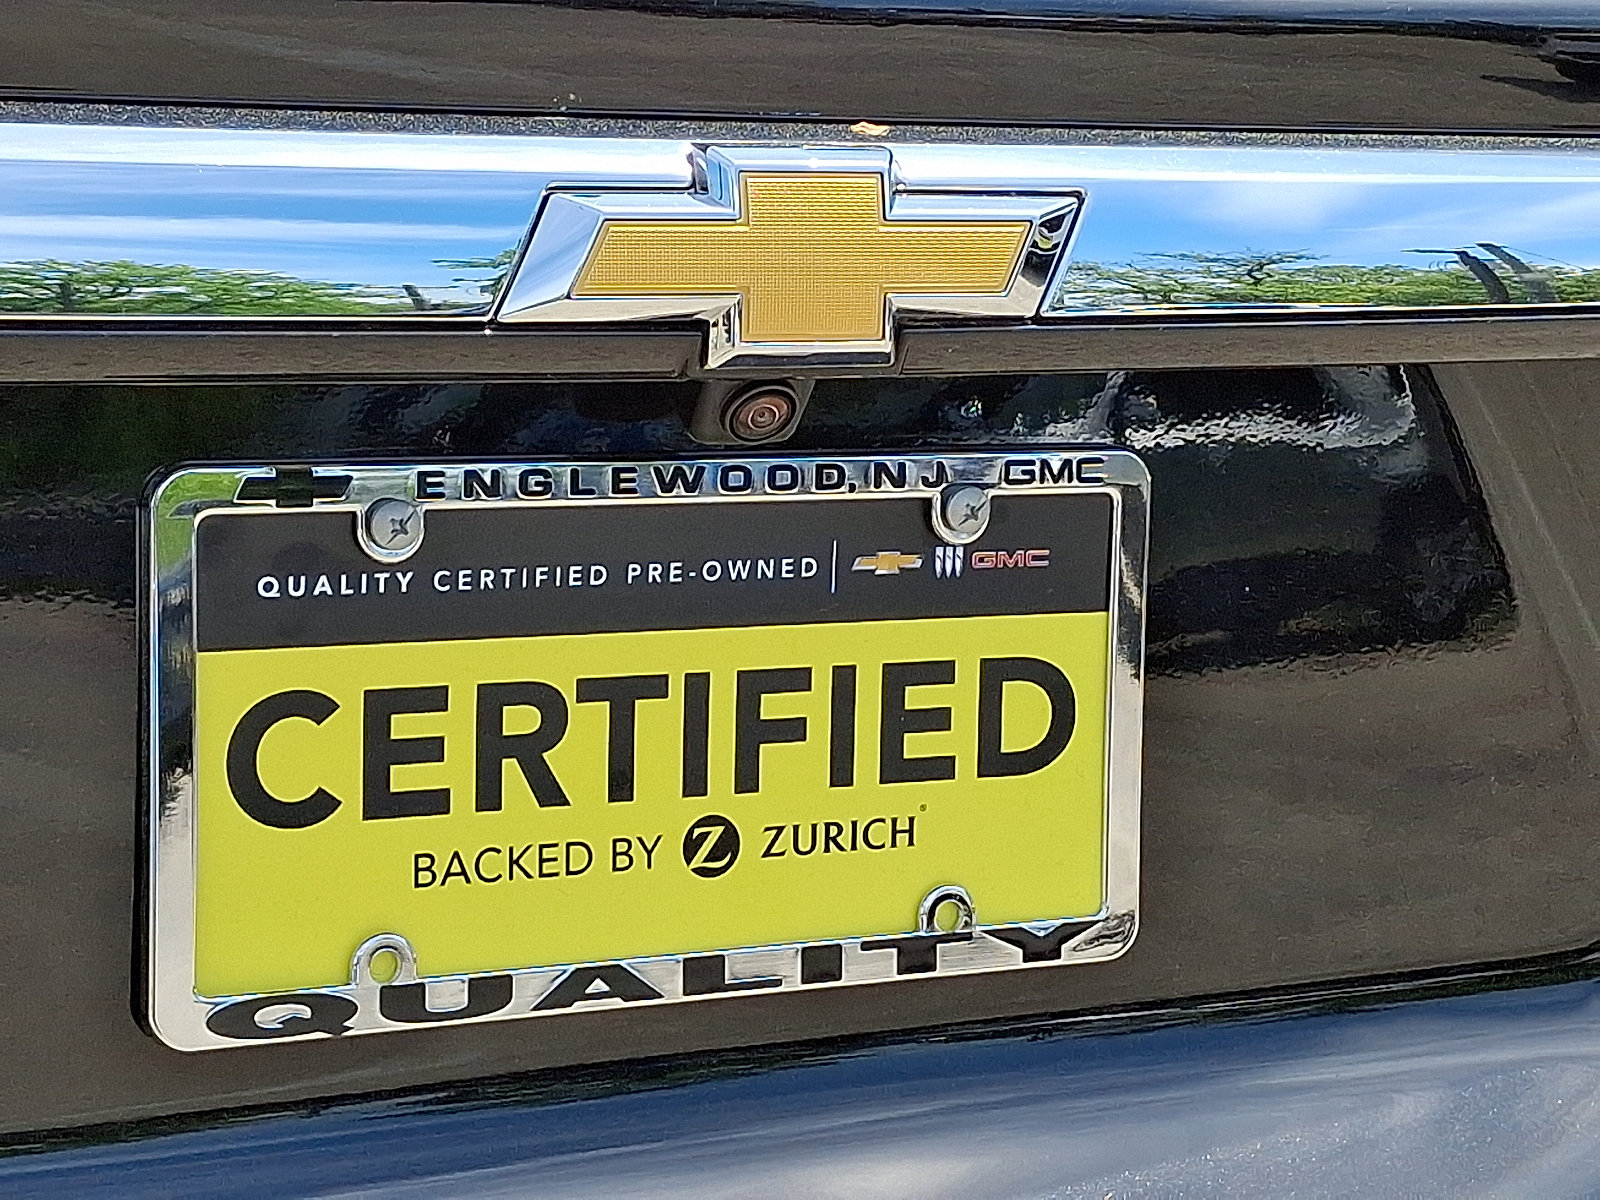 ENGLEWOOD, NJ GMC
QUALITY CERTIFIED PRE-OWNED | GMC
CERTIFIED
BACKED BY Z ZURICH®
QUALITY